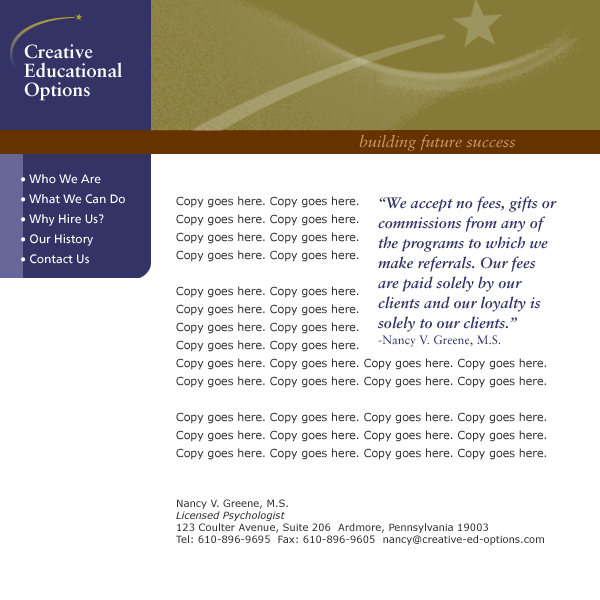 Creative
Educational
Options
building future success
• Who We Are
• What We Can Do
• Why Hire Us?
• Our History
• Contact Us
Copy goes here. Copy goes here.
Copy goes here. Copy goes here.
Copy goes here. Copy goes here.
Copy goes here. Copy goes here.
Copy goes here. Copy goes here.
Copy goes here. Copy goes here.
Copy goes here. Copy goes here.
Copy goes here. Copy goes here.
“We accept no fees, gifts or
commissions from any of
the programs to which we
make referrals. Our fees
are paid solely by our
clients and our loyalty is
solely to our clients.”
-Nancy V. Greene, M.S.
Copy goes here. Copy goes here. Copy goes here. Copy goes here.
Copy goes here. Copy goes here. Copy goes here. Copy goes here.
Copy goes here. Copy goes here. Copy goes here. Copy goes here.
Copy goes here. Copy goes here. Copy goes here. Copy goes here.
Copy goes here. Copy goes here. Copy goes here. Copy goes here.
Nancy V. Greene, M.S.
Licensed Psychologist
123 Coulter Avenue, Suite 206  Ardmore, Pennsylvania 19003
Tel: 610-896-9695  Fax: 610-896-9605  nancy@creative-ed-options.com